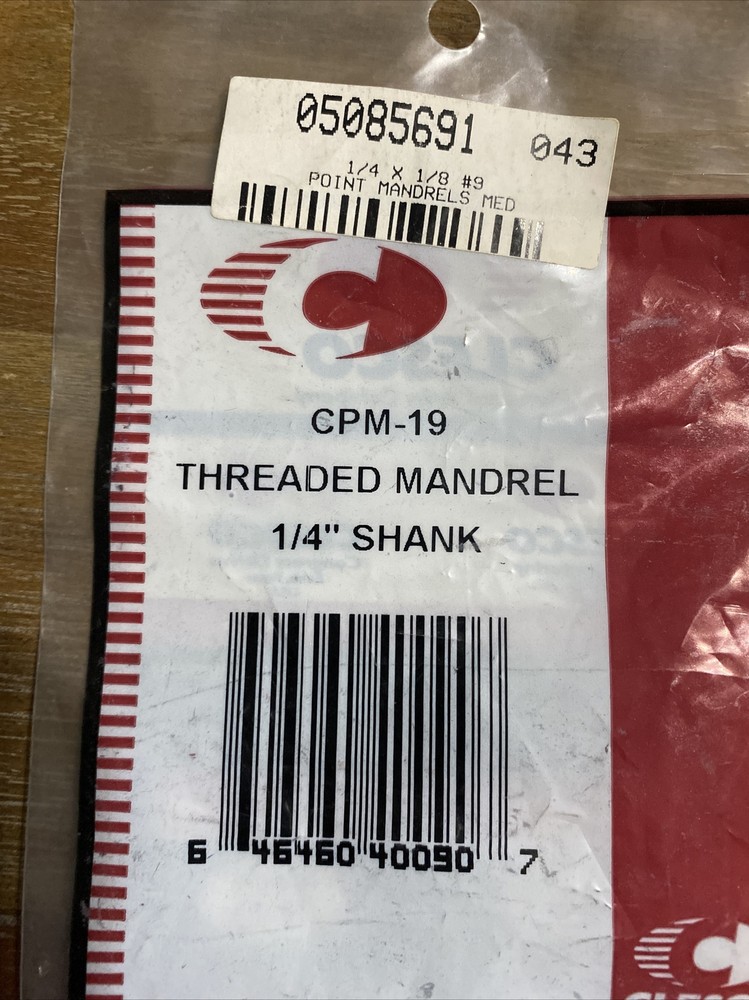 05085691 043
1/4 X 1/8 #9
POINT MANDRELS MED
CPM-19
THREADED MANDREL
1/4" SHANK
6 46460 40090 7